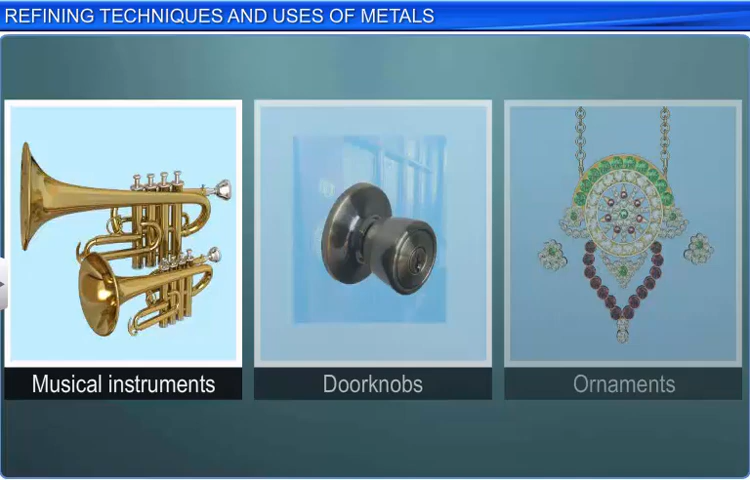 REFINING TECHNIQUES AND USES OF METALS
Musical instruments
Doorknobs
Ornaments